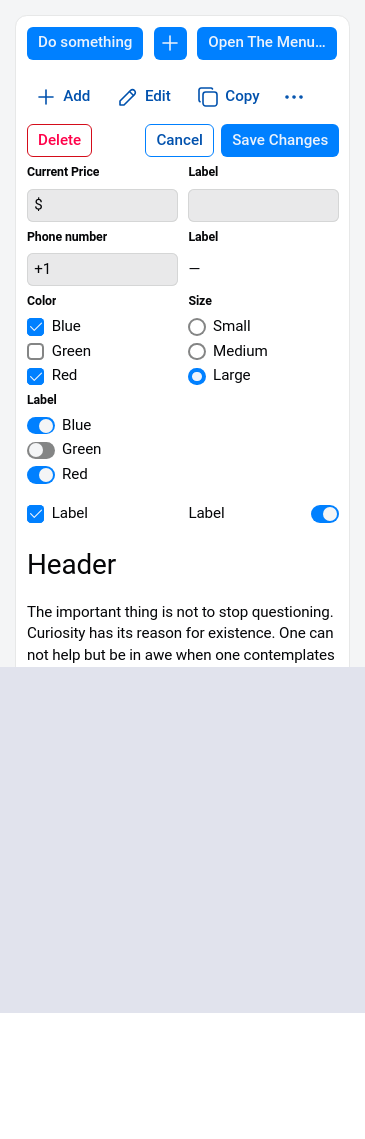 Do something Open The Menu…
Add Edit Copy
Delete Cancel Save Changes
Current Price Label
$
Phone number Label
+1 —
Color Size
Blue Small
Green Medium
Red Large
Label
Blue
Green
Red
Label Label
Header
The important thing is not to stop questioning.
Curiosity has its reason for existence. One can
not help but be in awe when one contemplates